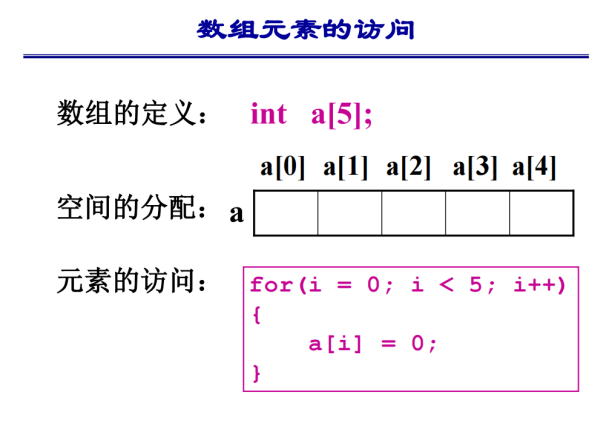 数组元素的访问
数组的定义： int a[5];
a[0] a[1] a[2] a[3] a[4]
空间的分配： a
元素的访问： for(i = 0; i < 5; i++)
{
a[i] = 0;
}